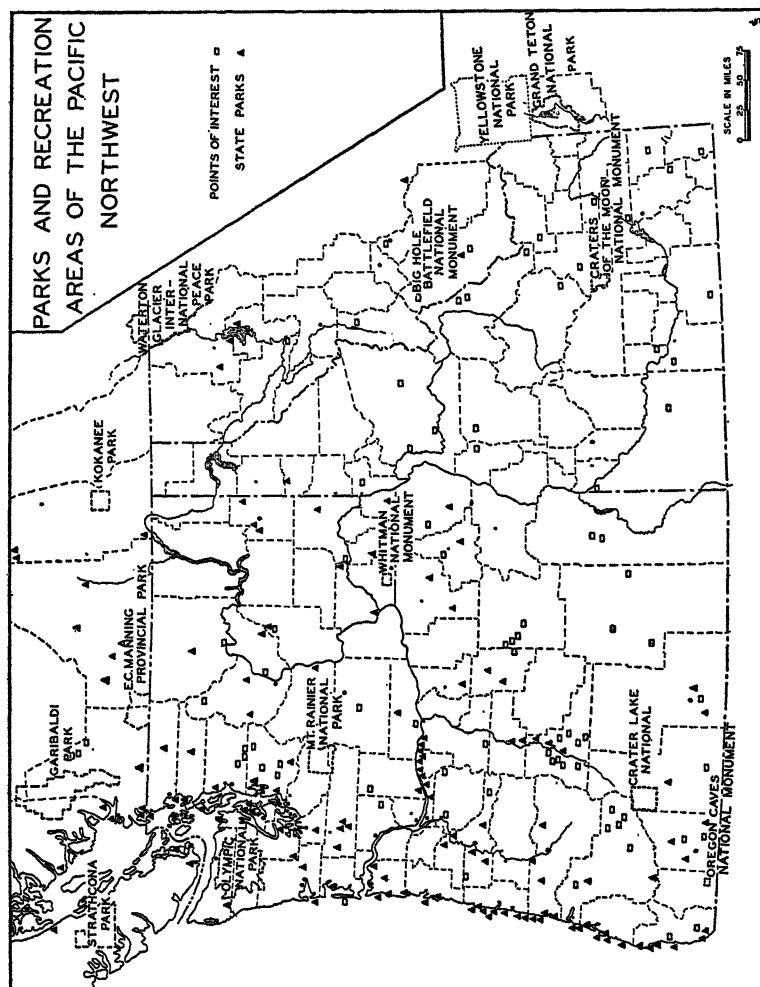 PARKS AND RECREATION
AREAS OF THE PACIFIC
NORTHWEST
POINTS OF INTEREST
STATE PARKS
STRATHCONA
PARK
GARIBALDI
PARK
E.C. MANNING
PROVINCIAL PARK
KOKANEE
PARK
WATERTON
GLACIER
INTER-
NATIONAL
PEACE
PARK
OLYMPIC
NATIONAL
PARK
MT. RAINIER
NATIONAL
PARK
WHITMAN
NATIONAL
MONUMENT
BIG HOLE
BATTLEFIELD
NATIONAL
MONUMENT
YELLOWSTONE
NATIONAL
PARK
GRAND TETON
NATIONAL
PARK
CRATERS
OF THE MOON
NATIONAL MONUMENT
CRATER LAKE
NATIONAL
OREGON CAVES
NATIONAL MONUMENT
SCALE IN MILES
0 25 50 75